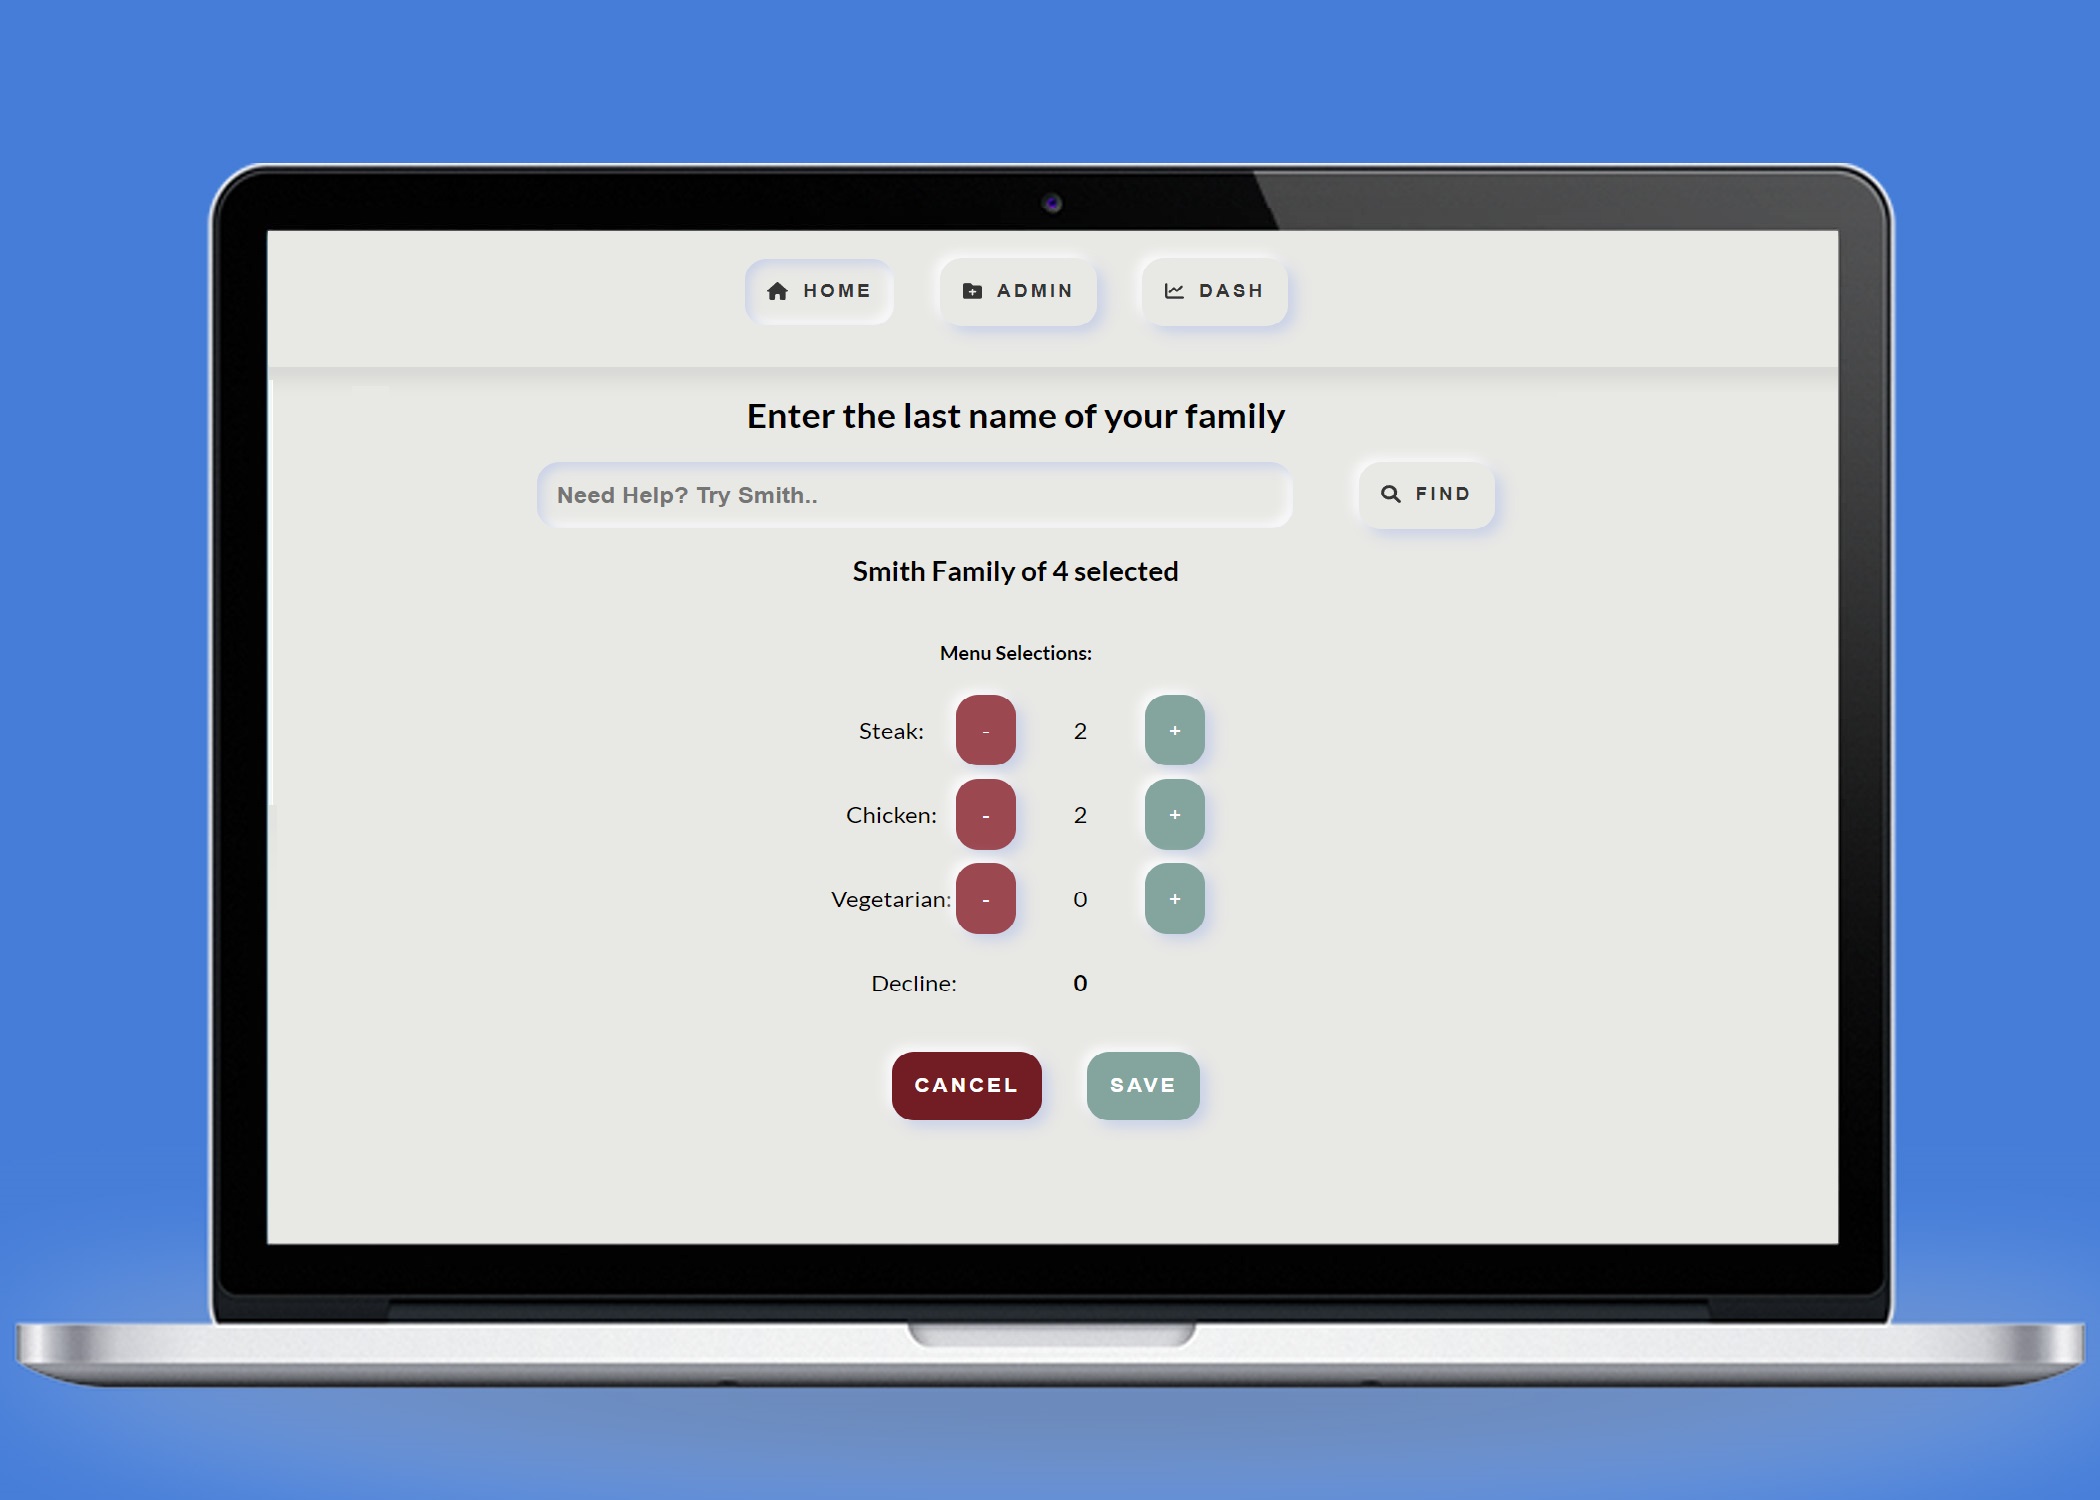 HOME ADMIN DASH
Enter the last name of your family
Need Help? Try Smith.. FIND
Smith Family of 4 selected
Menu Selections:
Steak: - 2 +
Chicken: - 2 +
Vegetarian: - 0 +
Decline: 0
CANCEL SAVE